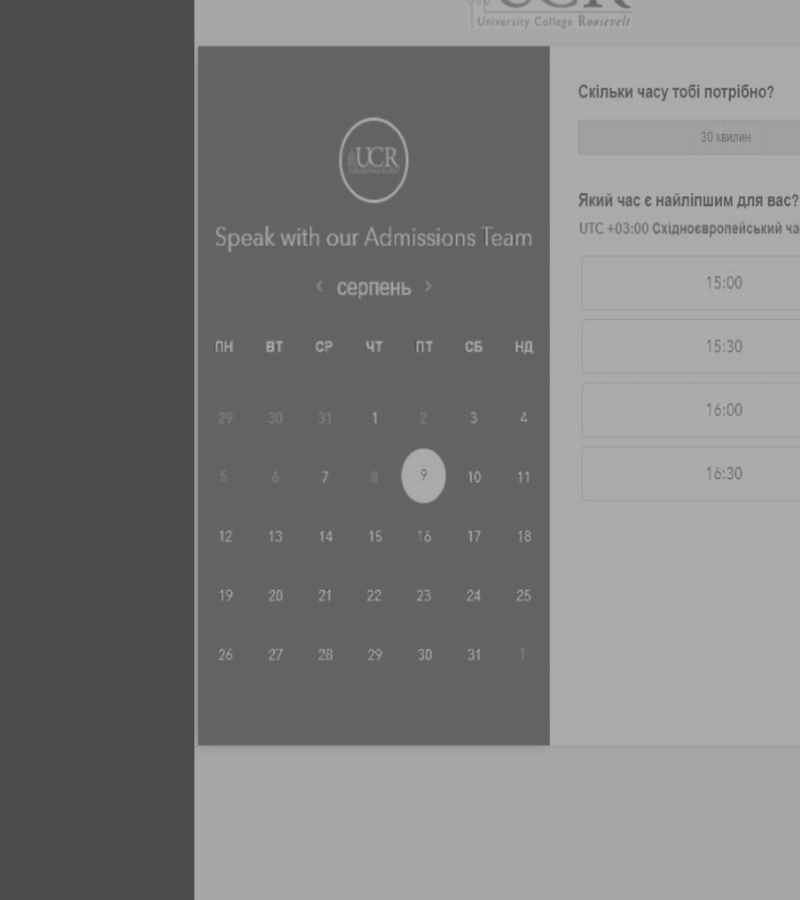 UCR
University College Roosevelt
UCR
Speak with our Admissions Team
‹ серпень ›
ПН ВТ СР ЧТ ПТ СБ НД
29 30 31 1 2 3 4
5 6 7 8 9 10 11
12 13 14 15 16 17 18
19 20 21 22 23 24 25
26 27 28 29 30 31 1
Скільки часу тобі потрібно?
30 хвилин
Який час є найліпшим для вас?
UTC +03:00 Східноєвропейський ча
15:00
15:30
16:00
16:30